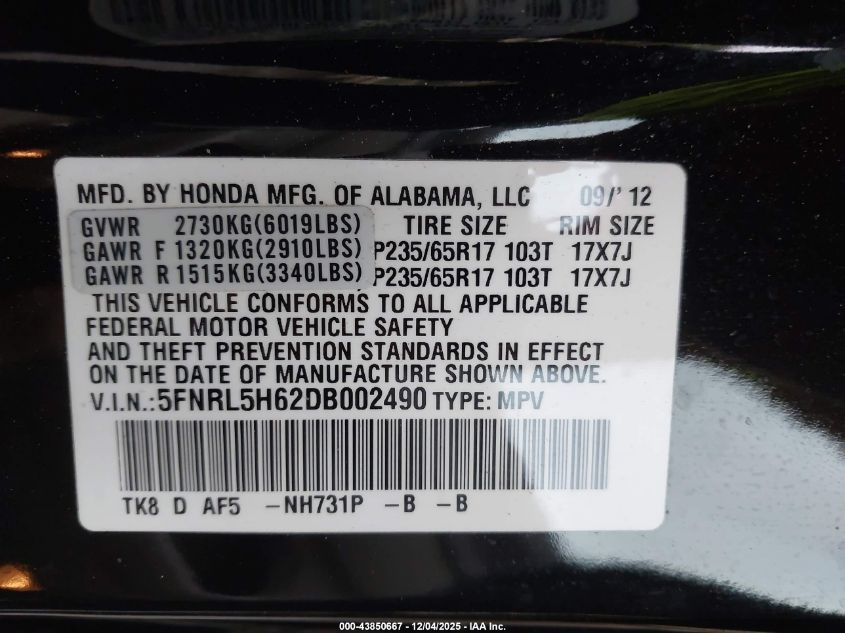 MFD. BY HONDA MFG. OF ALABAMA, LLC 09/' 12
GVWR 2730KG(6019LBS) TIRE SIZE RIM SIZE
GAWR F 1320KG(2910LBS) P235/65R17 103T 17X7J
GAWR R 1515KG(3340LBS) P235/65R17 103T 17X7J
THIS VEHICLE CONFORMS TO ALL APPLICABLE
FEDERAL MOTOR VEHICLE SAFETY
AND THEFT PREVENTION STANDARDS IN EFFECT
ON THE DATE OF MANUFACTURE SHOWN ABOVE.
V.I.N.:5FNRL5H62DB002490 TYPE: MPV
TK8 D AF5 -NH731P -B -B
000-43850667 - 12/04/2025 - IAA Inc.